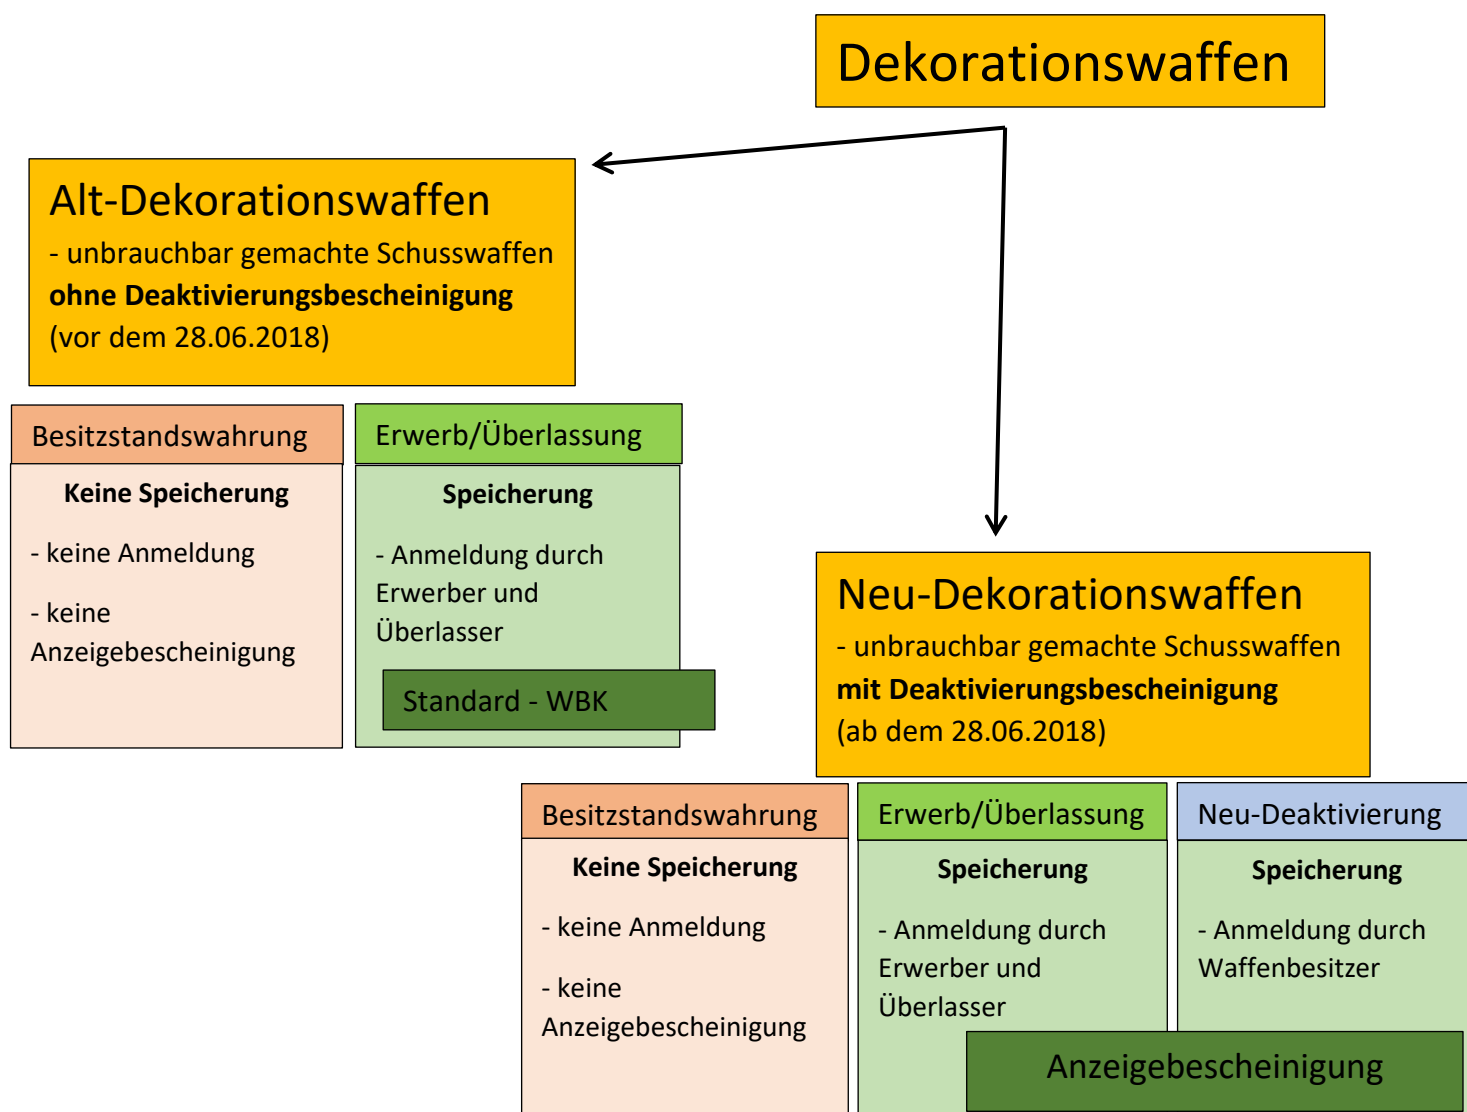 Dekorationswaffen
Alt-Dekorationswaffen
- unbraubar gemachte Schusswaffen
ohne Deaktivierungsbescheinigung
(vor dem 28.06.2018)
Besitzstandswahrung
Keine Speicherung
- keine Anmeldung
- keine
Anzeigebescheinigung
Erwerb/Überlassung
Speicherung
- Anmeldung durch
Erwerber und
Überlasser
Standard - WBK
Neu-Dekorationswaffen
- unbrauchbar gemachte Schusswaffen
mit Deaktivierungsbescheinigung
(ab dem 28.06.2018)
Besitzstandswahrung
Keine Speicherung
- keine Anmeldung
- keine
Anzeigebescheinigung
Erwerb/Überlassung
Speicherung
- Anmeldung durch
Erwerber und
Überlasser
Neu-Deaktivierung
Speicherung
- Anmeldung durch
Waffenbesitzer
Anzeigebescheinigung